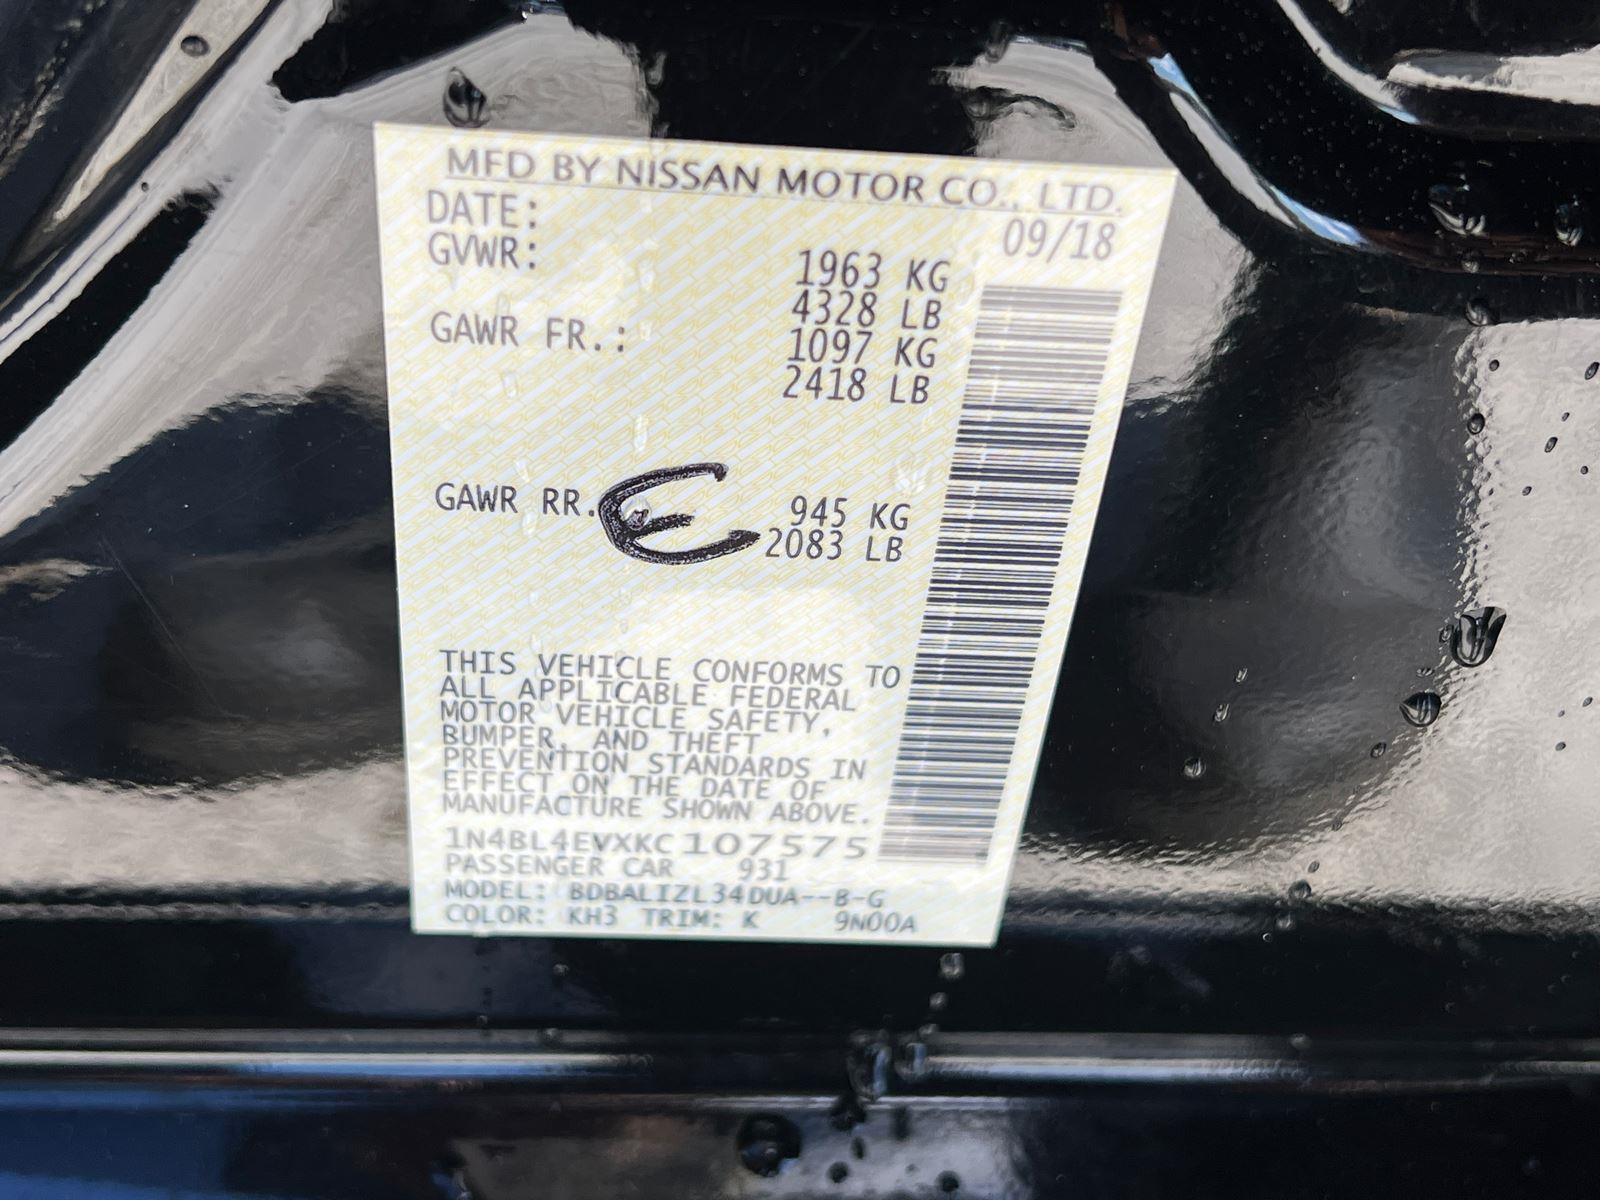 MFD BY NISSAN MOTOR CO., LTD.
DATE: 09/18
GVWR: 1963 KG
4328 LB
GAWR FR.: 1097 KG
2418 LB
E
GAWR RR. 945 KG
2083 LB
THIS VEHICLE CONFORMS TO
ALL APPLICABLE FEDERAL
MOTOR VEHICLE SAFETY,
BUMPER, AND THEFT
PREVENTION STANDARDS IN
EFFECT ON THE DATE OF
MANUFACTURE SHOWN ABOVE.
1N4BL4EVXKC107575
PASSENGER CAR 931
MODEL: BDBALIZL34DUA--B-G
COLOR: KH3 TRIM: K 9N00A